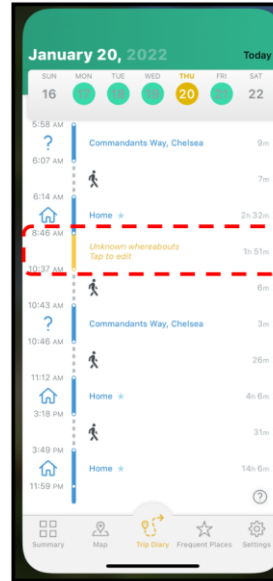 January 20, 2022 Today
SUN MON TUE WED THU FRI SAT
16 17 18 19 20 21 22
5:58 AM
? Commandants Way, Chelsea 9m
6:07 AM
7m
6:14 AM
Home 2h 32m
8:46 AM
Unknown whereabouts
Tap to edit 1h 51m
10:37 AM
6m
10:43 AM
? Commandants Way, Chelsea 3m
10:46 AM
26m
11:12 AM
Home 4h 6m
3:18 PM
31m
3:49 PM
Home 14h 6m
11:59 PM
?
Summary Map Trip Diary Frequent Places Settings